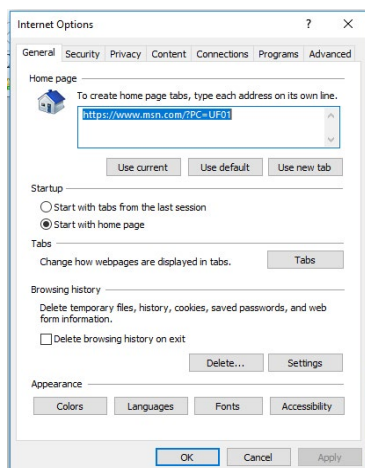 Internet Options ? ×
General Security Privacy Content Connections Programs Advanced
Home page
To create home page tabs, type each address on its own line.
https://www.msn.com/?PC=UF01
Use current Use default Use new tab
Startup
Start with tabs from the last session
Start with home page
Tabs
Change how webpages are displayed in tabs. Tabs
Browsing history
Delete temporary files, history, cookies, saved passwords, and web
form information.
Delete browsing history on exit
Delete... Settings
Appearance
Colors Languages Fonts Accessibility
OK Cancel Apply